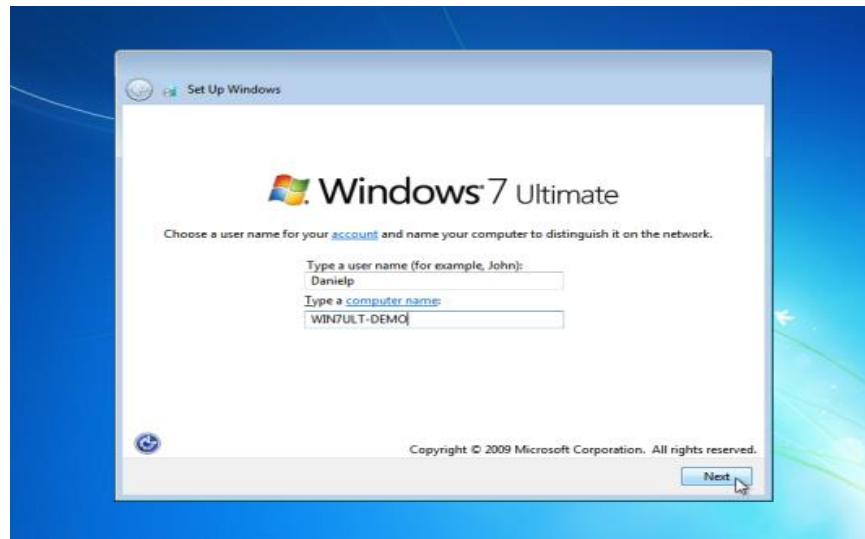 Set Up Windows
Windows 7 Ultimate
Choose a user name for your account and name your computer to distinguish it on the network.
Type a user name (for example, John):
Danielp
Type a computer name:
WIN7ULT-DEMO
Copyright © 2009 Microsoft Corporation. All rights reserved.
Next